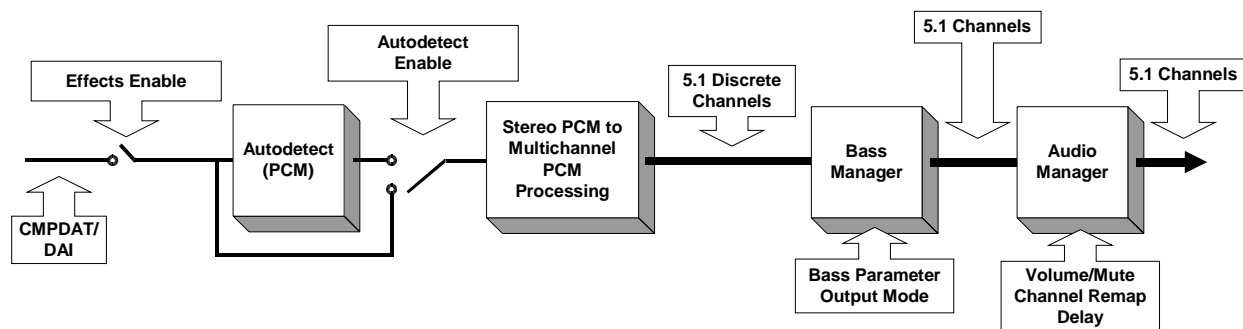 Effects Enable
Autodetect
Enable
5.1 Discrete
Channels
5.1 Channels
5.1 Channels
Autodetect
(PCM)
Stereo PCM to
Multichannel
PCM
Processing
Bass
Manager
Audio
Manager
CMPDAT/
DAI
Bass Parameter
Output Mode
Volume/Mute
Channel Remap
Delay